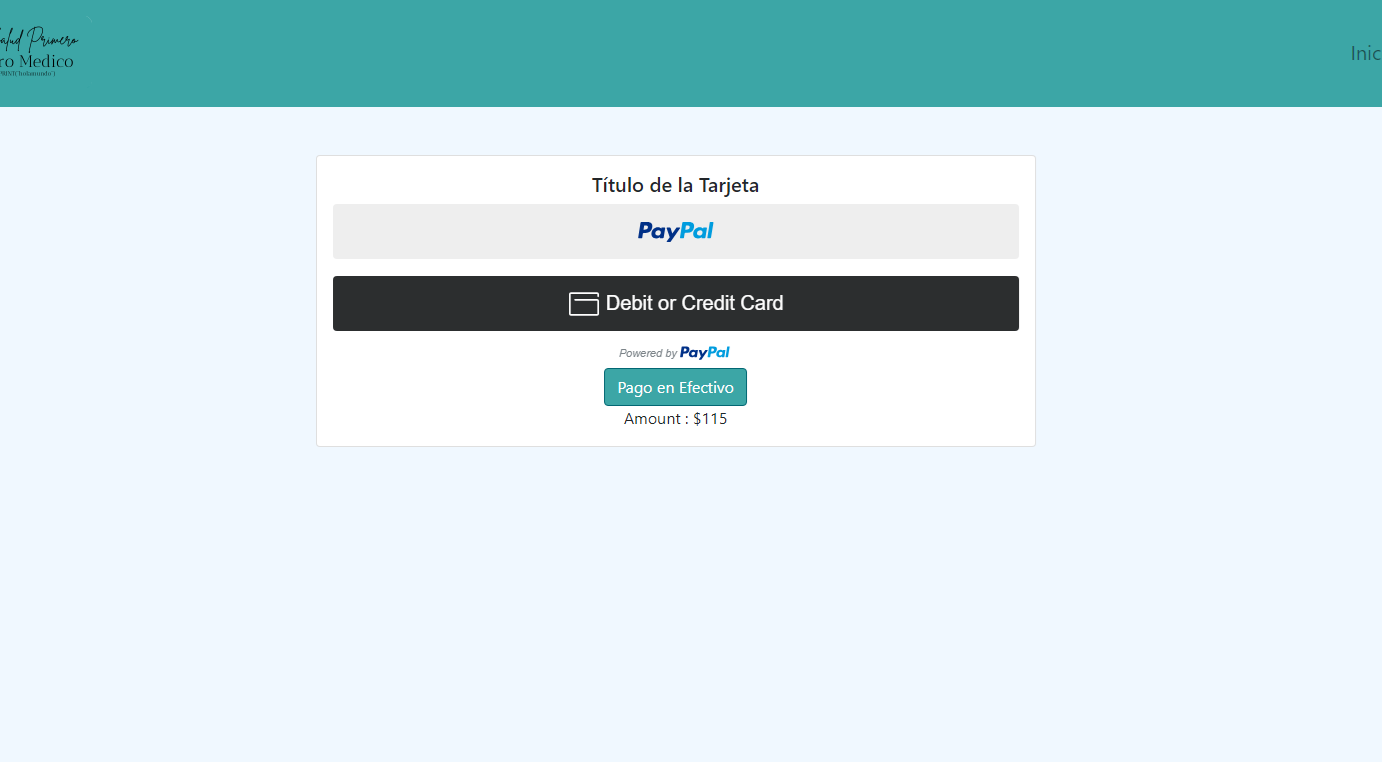 alud Primero
ro Medico
Inic
Título de la Tarjeta
PayPal
Debit or Credit Card
Powered by PayPal
Pago en Efectivo
Amount : $115